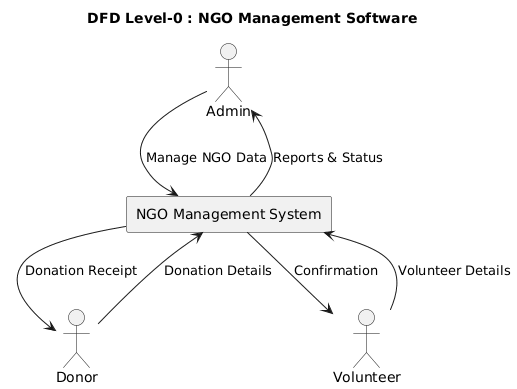 DFD Level-0 : NGO Management Software
Admin
Manage NGO Data
Reports & Status
NGO Management System
Donation Receipt
Donation Details
Confirmation
Volunteer Details
Donor
Volunteer